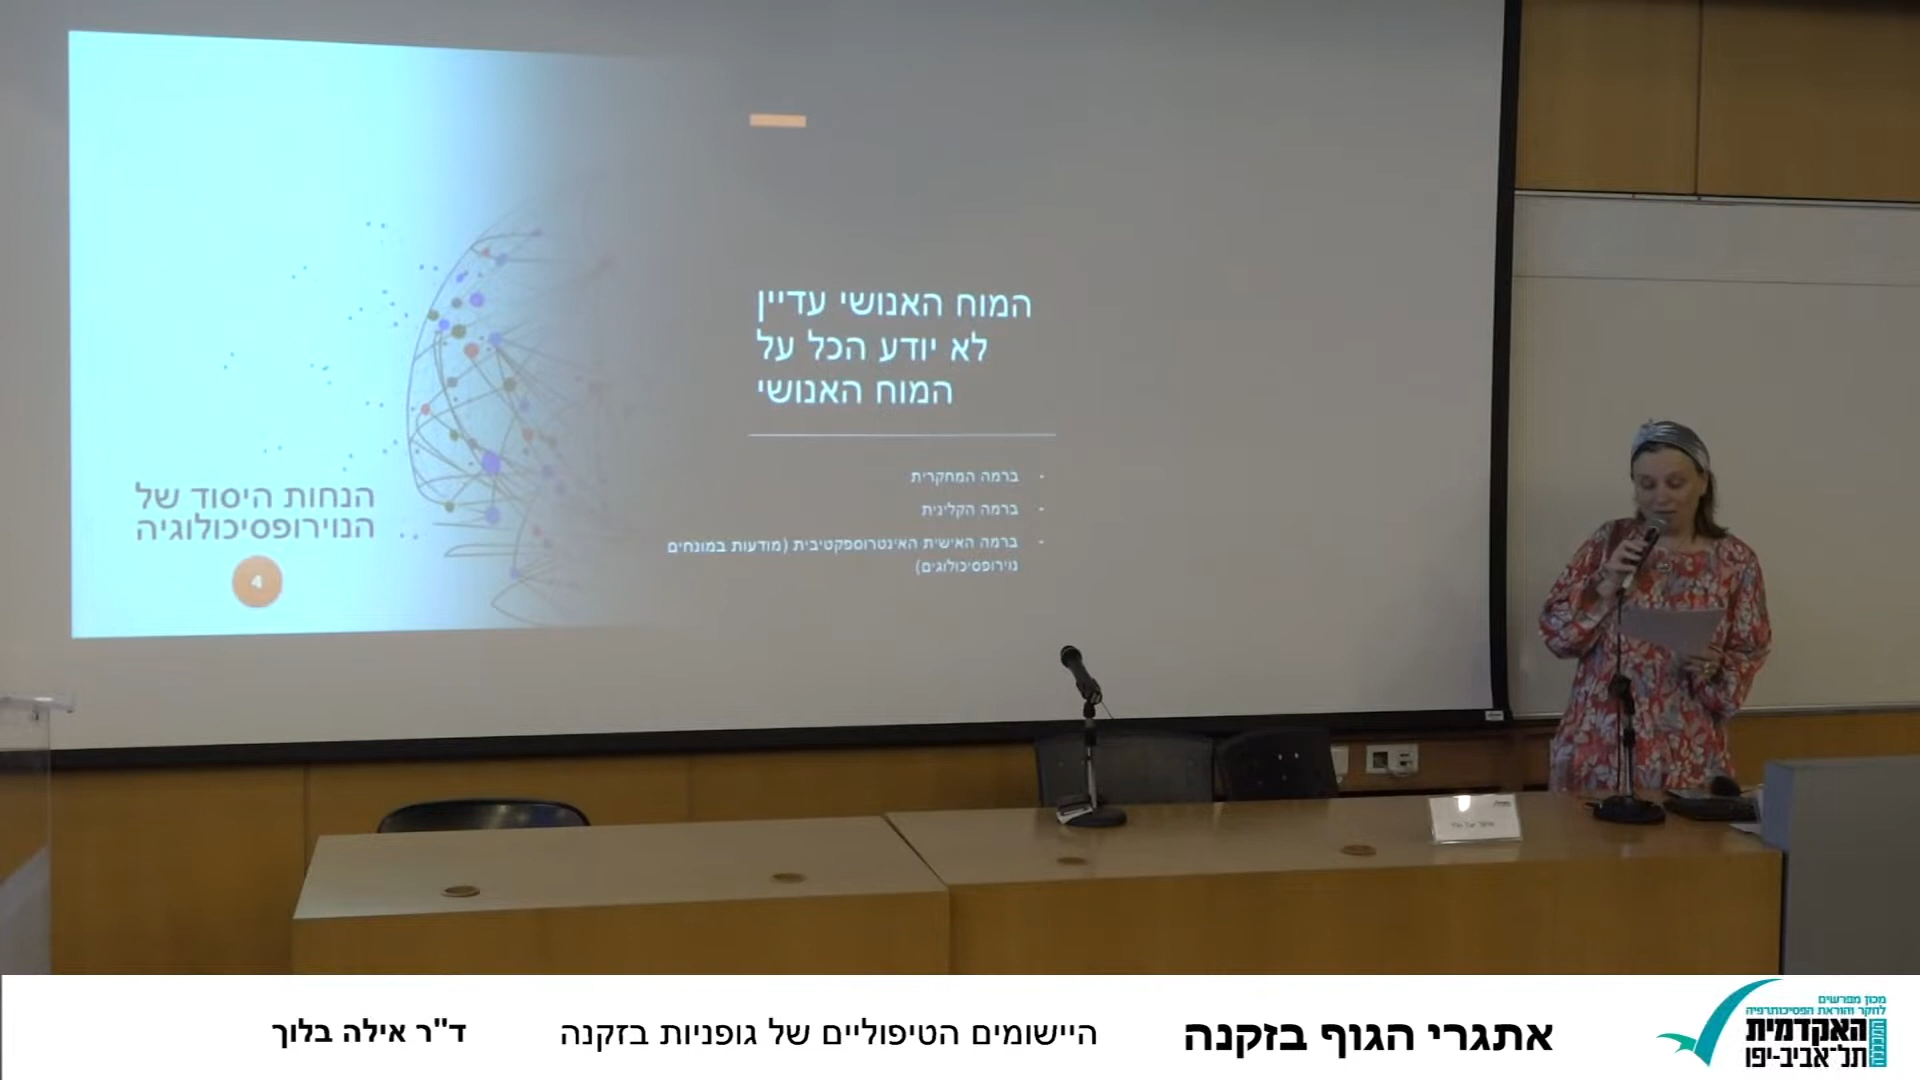 המוח האנושי עדיין
לא יודע הכל על
המוח האנושי
- ברמה המחקרית
- ברמה הקלינית
- ברמה האישית האינטרוספקטיבית (מודעות במונחים
נוירופסיכולוגים)
הנחות היסוד של
הנוירופסיכולוגיה
4
מכון מפרשים
לחקר והוראת הפסיכותרפיה
האקדמית
תל־אביב-יפו
אתגרי הגוף בזקנה
היישומים הטיפוליים של גופניות בזקנה
ד"ר אילה בלוך